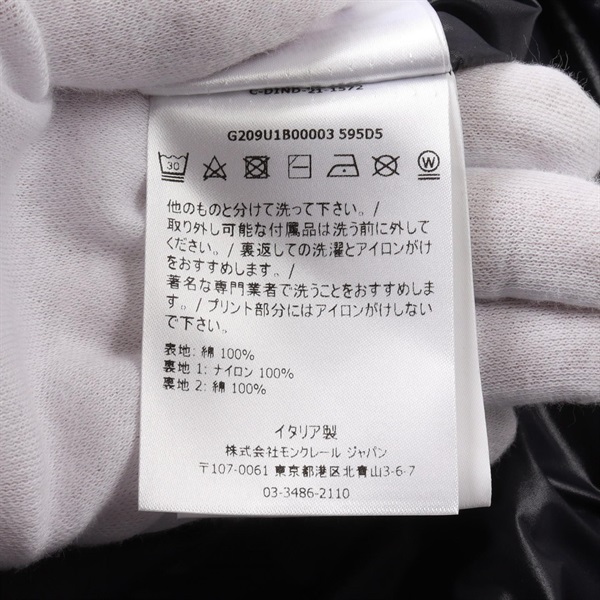 C-DIND-21-1572
G209U1B00003 595D5
30 P W
他のものと分けて洗って下さい。/
取り外し可能な付属品は洗う前に外して
ください。/ 裏返しての洗濯とアイロンがけ
をおすすめします。/
著名な専門業者で洗うことをおすすめしま
す。/ プリント部分にはアイロンがけしない
で下さい。
表地: 綿 100%
裏地 1: ナイロン 100%
裏地 2: 綿 100%
イタリア製
株式会社モンクレール ジャパン
〒107-0061 東京都港区北青山3-6-7
03-3486-2110